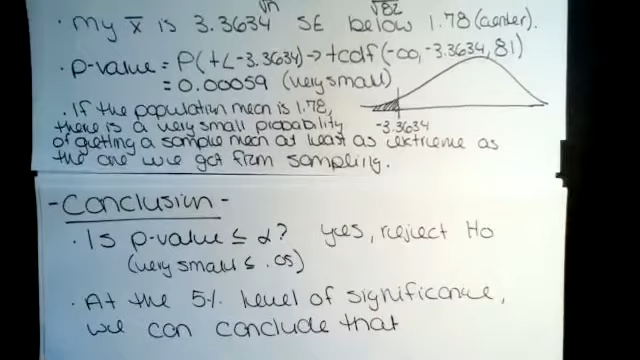 √n √82
· My x̄ is 3.3634 SE below 1.78 (center).
· p-value = P(t<-3.3634) → tcdf(-∞, -3.3634, 81)
= 0.00059 (very small)
· If the population mean is 1.78,
there is a very small probability
-3.3634
of getting a sample mean at least as extreme as
the one we got from sampling.
- Conclusion -
· Is p-value ≤ α? yes, reject Ho
(very small ≤ .05)
· At the 5% level of significance,
we can conclude that